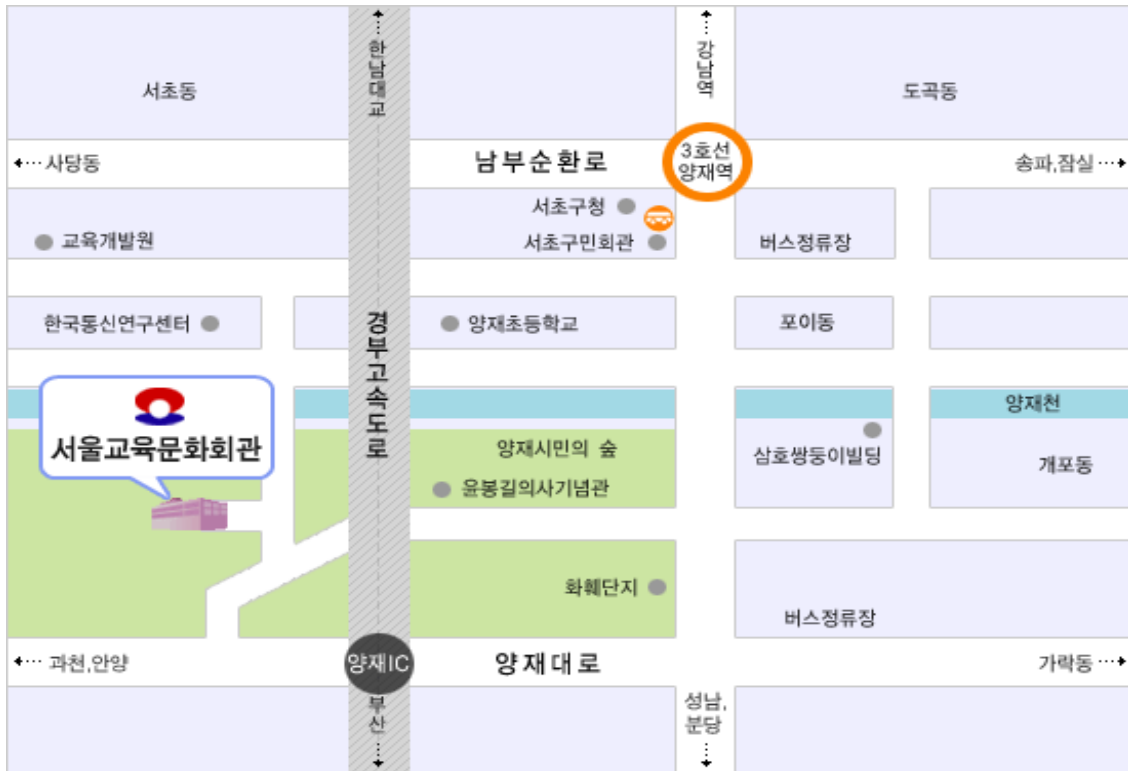 한남대교
강남역
서초동
도곡동
사당동
남부순환로
3호선
양재역
송파,잠실
서초구청
교육개발원
서초구민회관
버스정류장
한국통신연구센터
경부고속도로
양재초등학교
포이동
양재천
서울교육문화회관
양재시민의 숲
삼호쌍둥이빌딩
개포동
윤봉길의사기념관
화훼단지
버스정류장
과천,안양
양재IC
양재대로
가락동
부산
성남,
분당